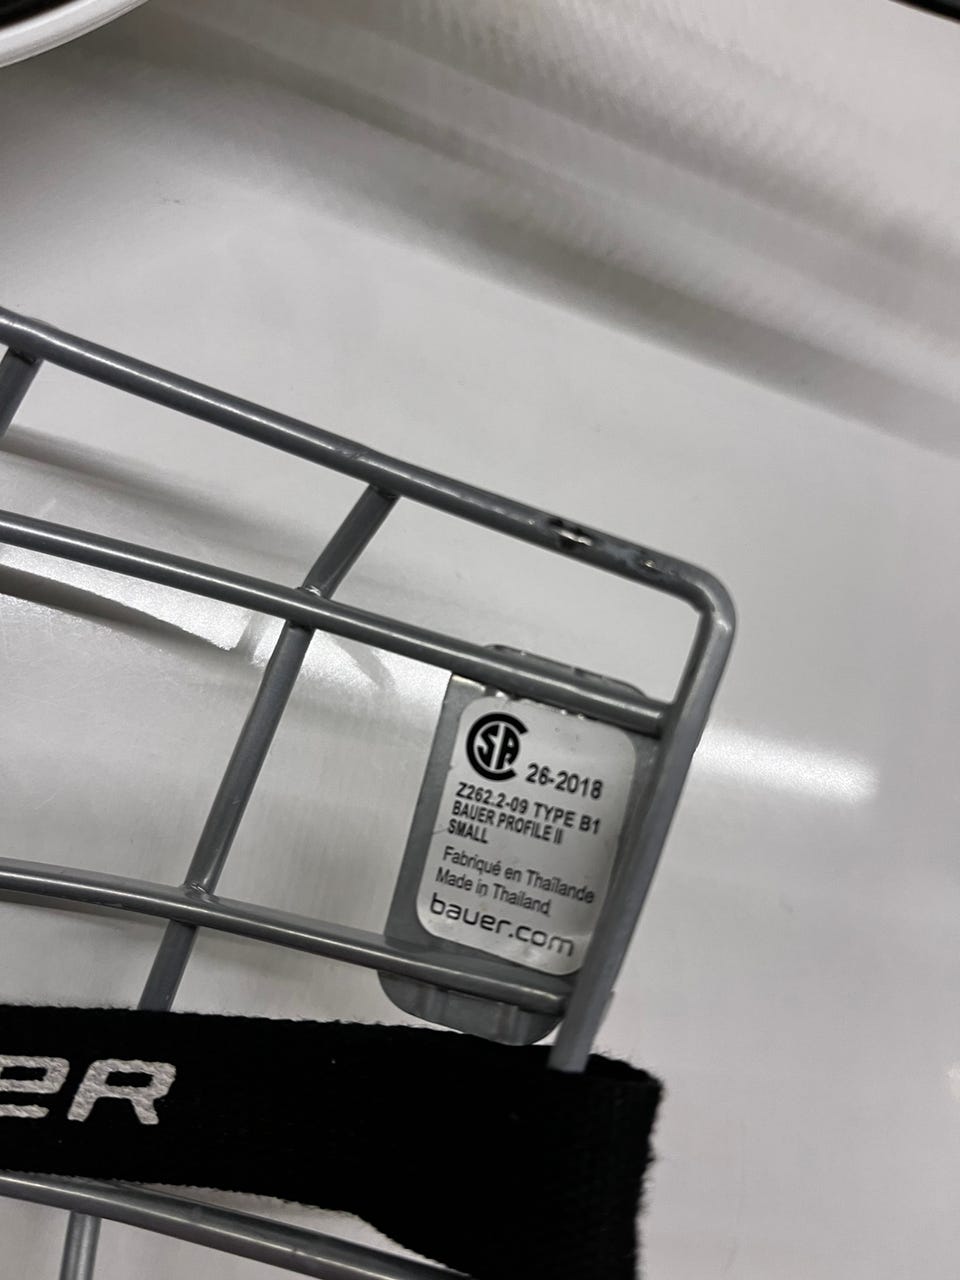 CSA 26-2018
Z262.2-09 TYPE B1
BAUER PROFILE II
SMALL
Fabriqué en Thaïlande
Made in Thailand
bauer.com
ER